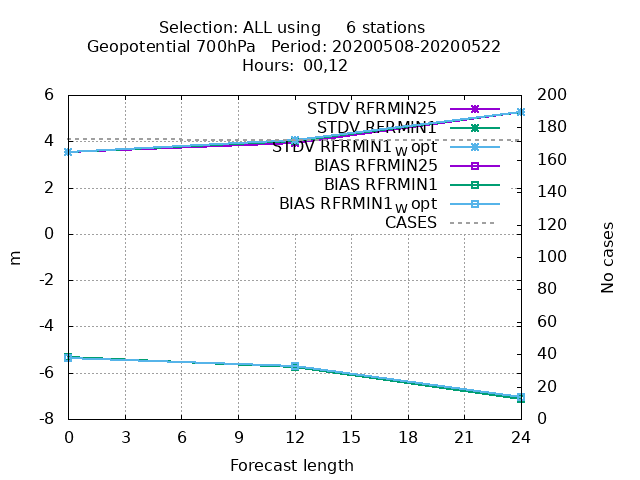 Selection: ALL using 6 stations
Geopotential 700hPa Period: 20200508-20200522
Hours: 00,12
6 200
4 180
2 160
0 140
-2 120
-4 100
-6 80
-8 60
40
20
0
STDV RFRMIN25
STDV RFRMIN1
STDV RFRMIN1_W opt
BIAS RFRMIN25
BIAS RFRMIN1
BIAS RFRMIN1_W opt
CASES
m
No cases
0 3 6 9 12 15 18 21 24
Forecast length